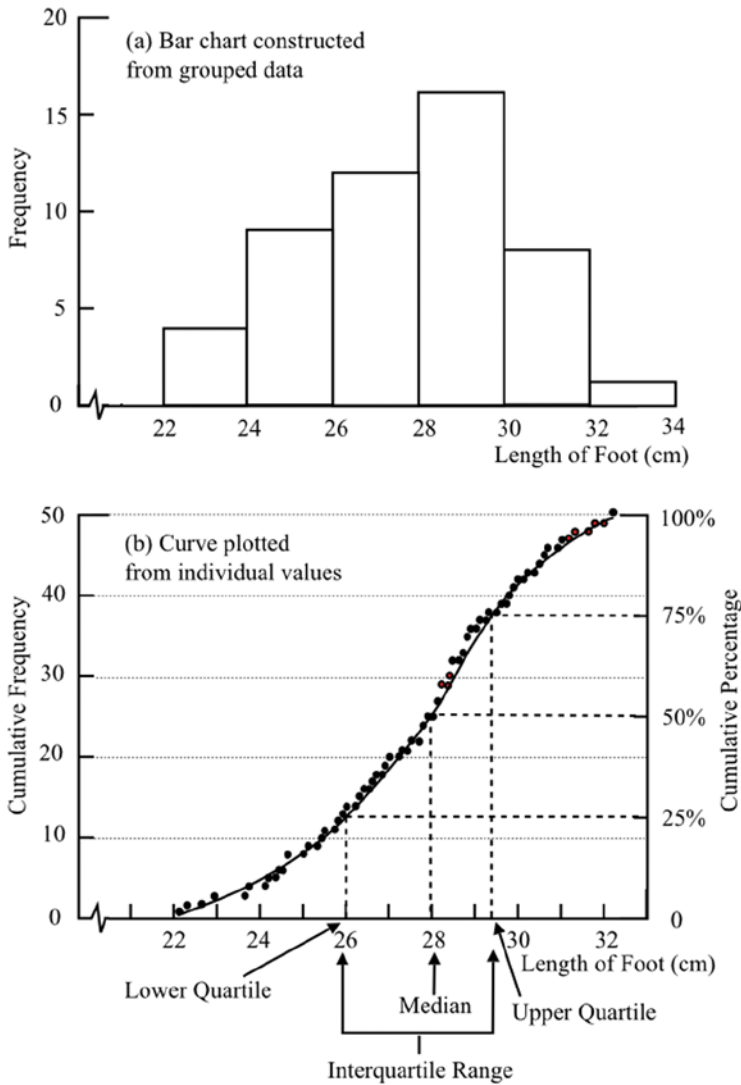 20
(a) Bar chart constructed
from grouped data
15
10
5
0
Frequency
22 24 26 28 30 32 34
Length of Foot (cm)
50 100%
(b) Curve plotted
from individual values
40
75%
30
50%
20
25%
10
0 0
Cumulative Frequency
Cumulative Percentage
22 24 26 28 30 32
Length of Foot (cm)
Lower Quartile
Median
Upper Quartile
Interquartile Range